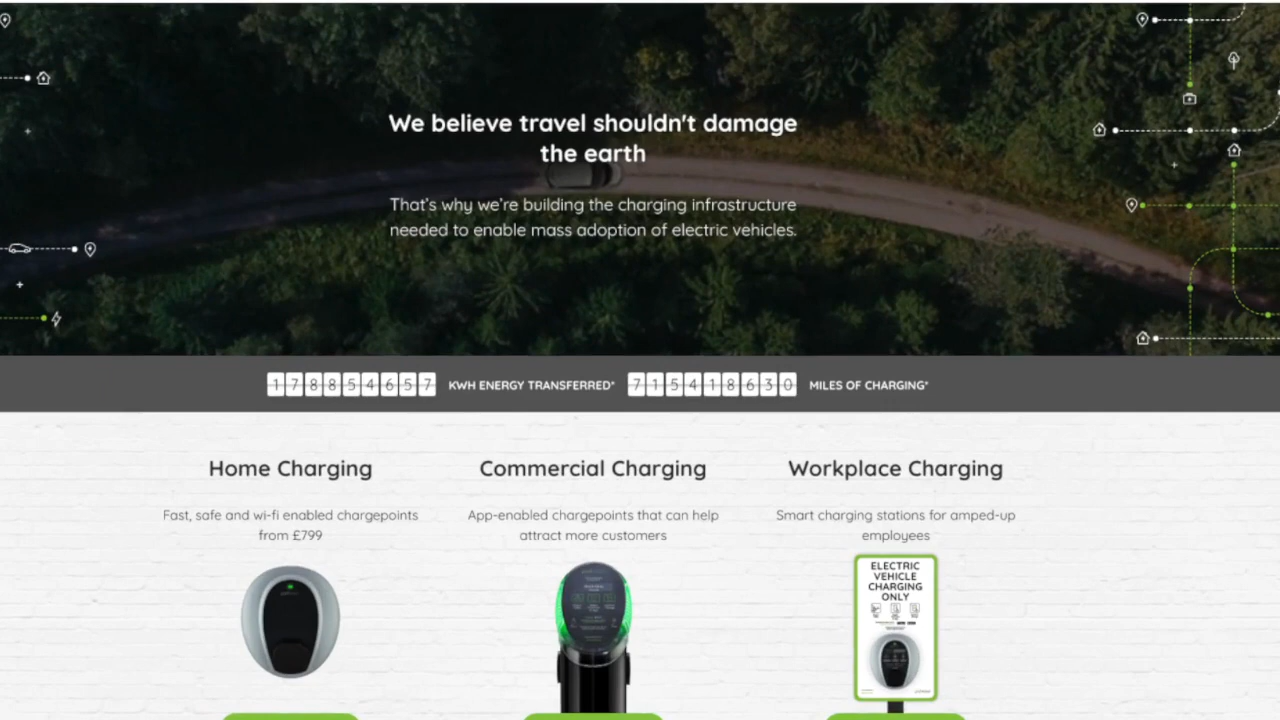 We believe travel shouldn't damage
the earth
That's why we're building the charging infrastructure
needed to enable mass adoption of electric vehicles.
178854657 KWH ENERGY TRANSFERRED* 715418630 MILES OF CHARGING*
Home Charging
Fast, safe and wi-fi enabled chargepoints
from £799
Commercial Charging
App-enabled chargepoints that can help
attract more customers
Workplace Charging
Smart charging stations for amped-up
employees
ELECTRIC
VEHICLE
CHARGING
ONLY